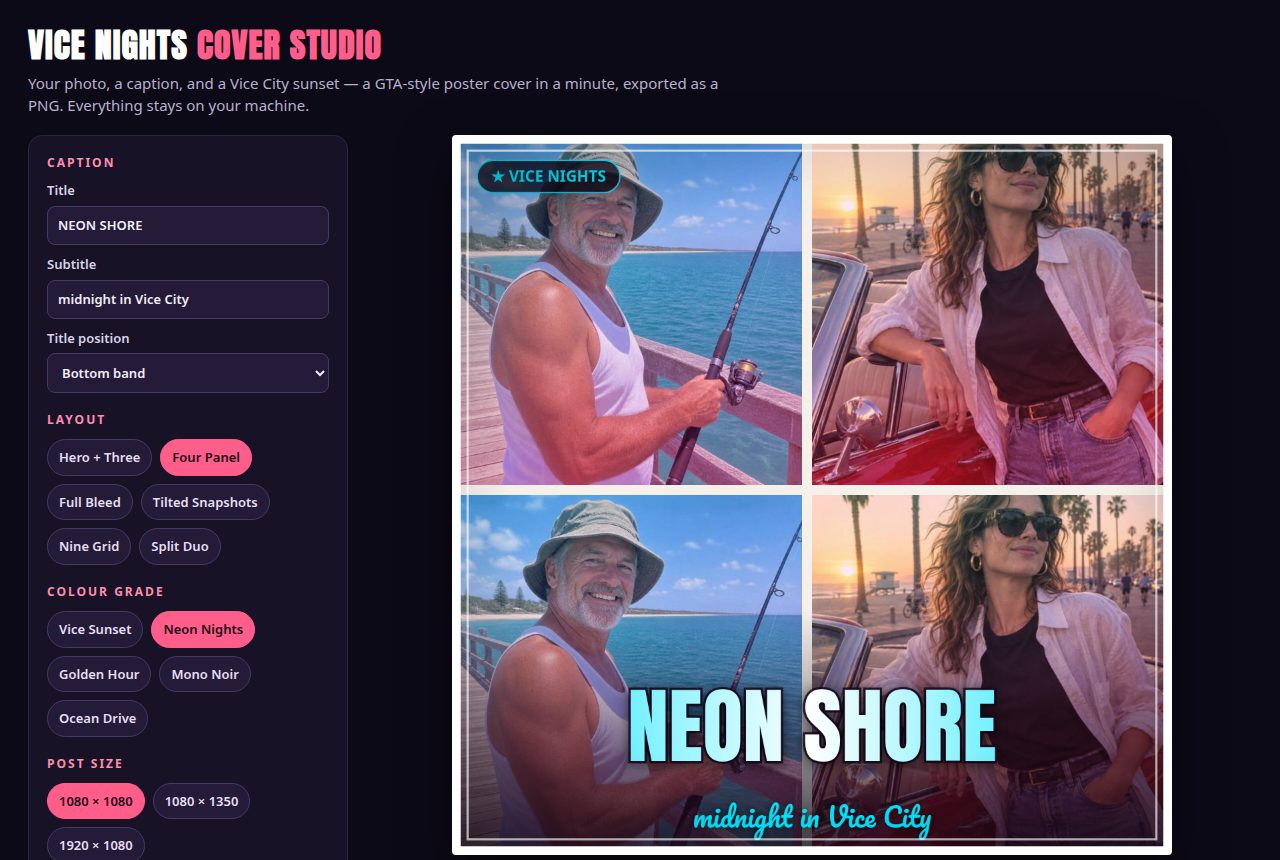 VICE NIGHTS COVER STUDIO
Your photo, a caption, and a Vice City sunset — a GTA-style poster cover in a minute, exported as a
PNG. Everything stays on your machine.
CAPTION
Title
NEON SHORE
Subtitle
midnight in Vice City
Title position
Bottom band
LAYOUT
Hero + Three
Four Panel
Full Bleed
Tilted Snapshots
Nine Grid
Split Duo
COLOUR GRADE
Vice Sunset
Neon Nights
Golden Hour
Mono Noir
Ocean Drive
POST SIZE
1080 × 1080
1080 × 1350
1920 × 1080
★ VICE NIGHTS
NEON SHORE
midnight in Vice City